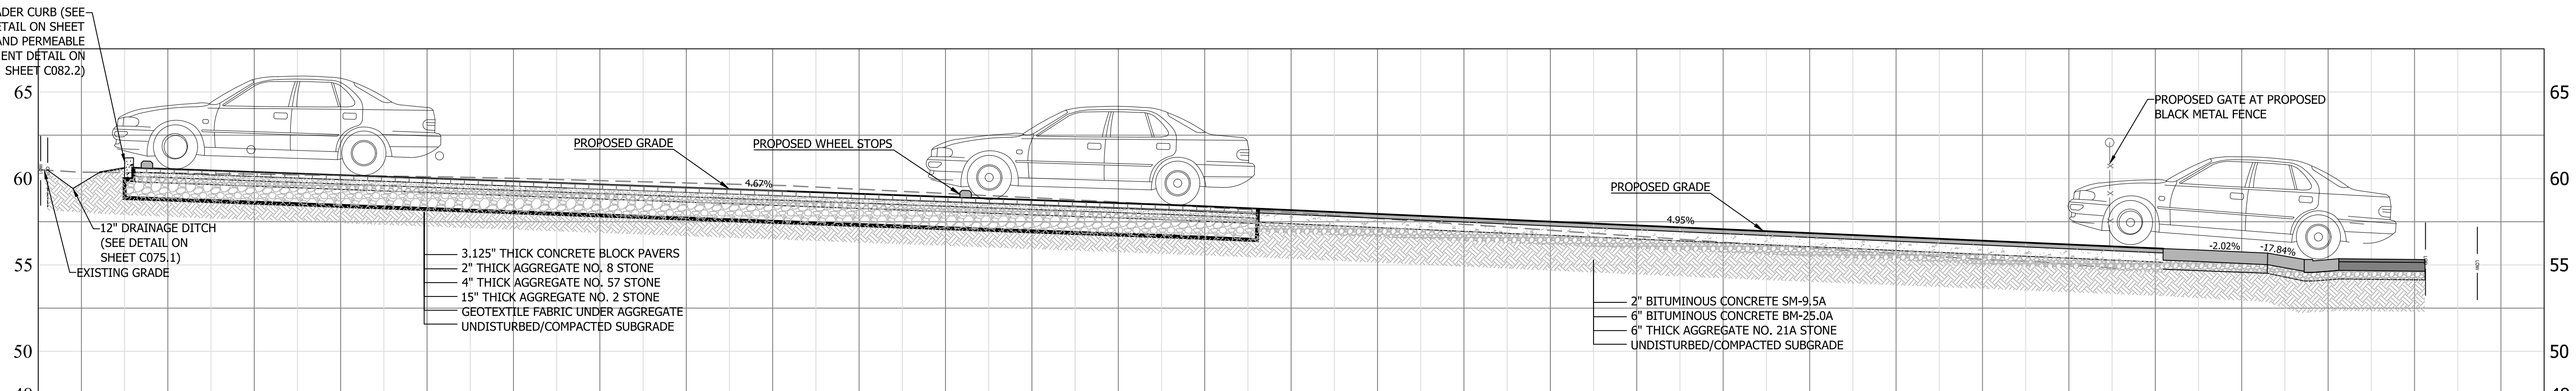 ADER CURB (SEE
ETAIL ON SHEET
AND PERMEABLE
ENT DETAIL ON
SHEET C082.2)
65
60
55
50
12" DRAINAGE DITCH
(SEE DETAIL ON
SHEET C075.1)
EXISTING GRADE
PROPOSED GRADE
4.67%
PROPOSED WHEEL STOPS
3.125" THICK CONCRETE BLOCK PAVERS
2" THICK AGGREGATE NO. 8 STONE
4" THICK AGGREGATE NO. 57 STONE
15" THICK AGGREGATE NO. 2 STONE
GEOTEXTILE FABRIC UNDER AGGREGATE
UNDISTURBED/COMPACTED SUBGRADE
PROPOSED GRADE
4.95%
2" BITUMINOUS CONCRETE SM-9.5A
6" BITUMINOUS CONCRETE BM-25.0A
6" THICK AGGREGATE NO. 21A STONE
UNDISTURBED/COMPACTED SUBGRADE
PROPOSED GATE AT PROPOSED
BLACK METAL FENCE
-2.02%
-17.84%
65
60
55
50